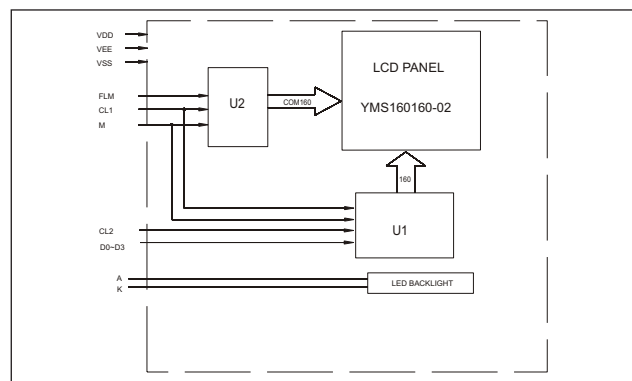 VDD
VEE
VSS
FLM
CL1
M
U2
COM160
LCD PANEL
YMS160160-02
160
U1
CL2
D0~D3
A
K
LED BACKLIGHT